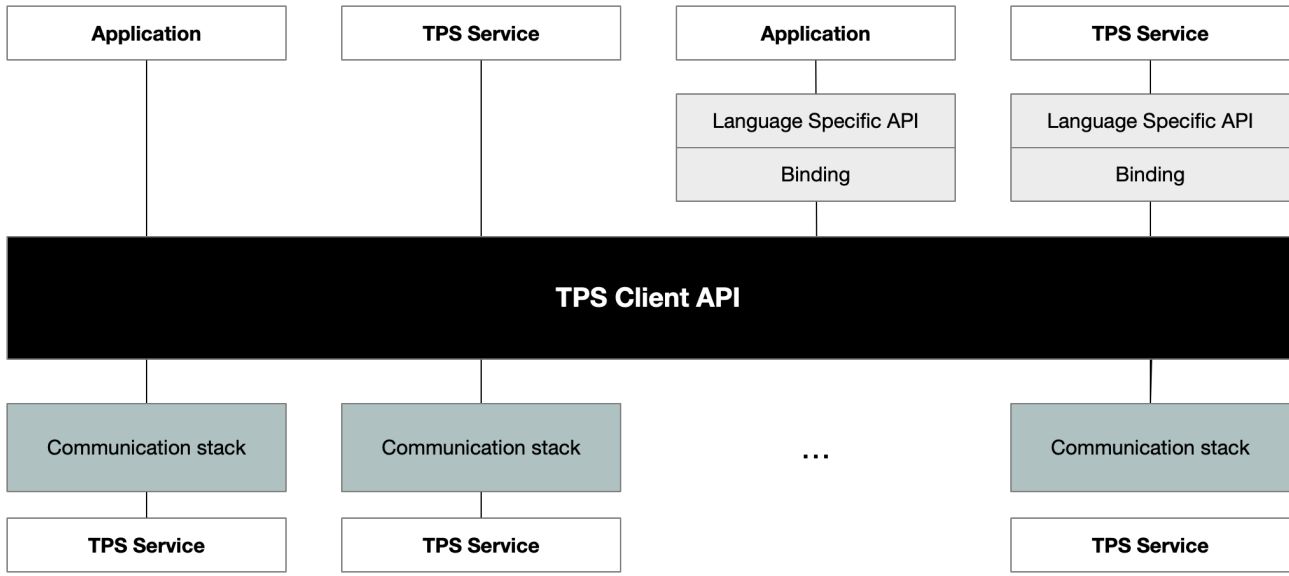 Application
TPS Service
Application
TPS Service
Language Specific API
Language Specific API
Binding
Binding
TPS Client API
Communication stack
Communication stack
...
Communication stack
TPS Service
TPS Service
TPS Service